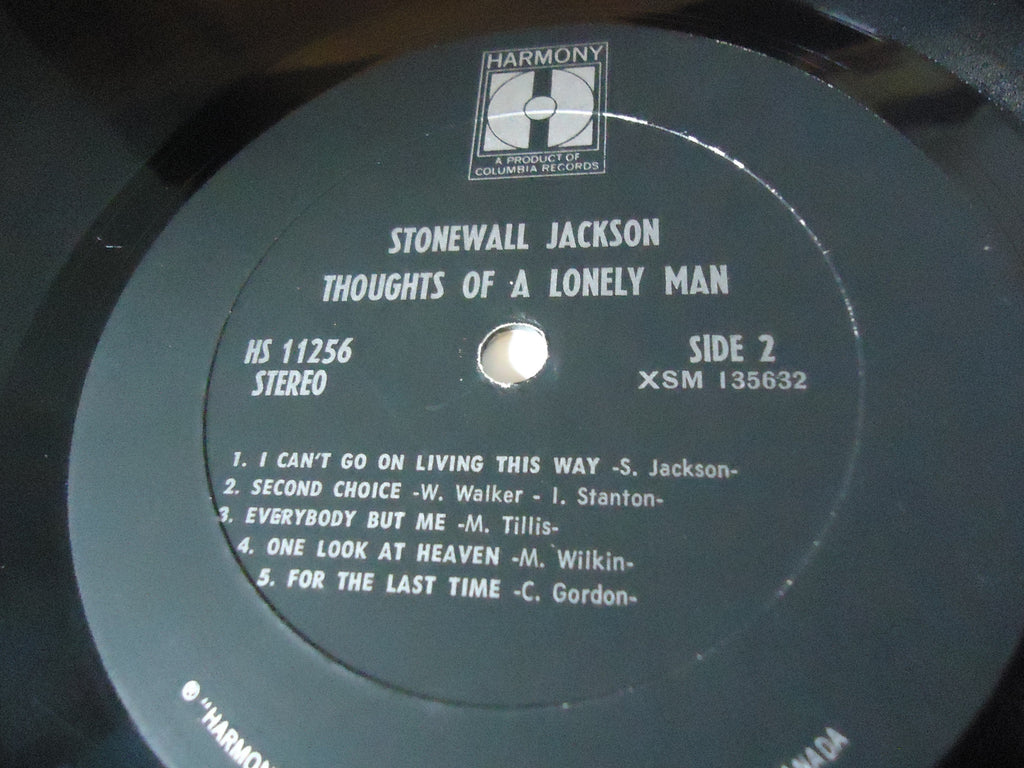 HARMONY
A PRODUCT OF
COLUMBIA RECORDS
STONEWALL JACKSON
THOUGHTS OF A LONELY MAN
HS 11256
STEREO
SIDE 2
XSM 135632
1. I CAN'T GO ON LIVING THIS WAY -S. Jackson-
2. SECOND CHOICE -W. Walker - I. Stanton-
3. EVERYBODY BUT ME -M. Tillis-
4. ONE LOOK AT HEAVEN -M. Wilkin-
5. FOR THE LAST TIME -C. Gordon-